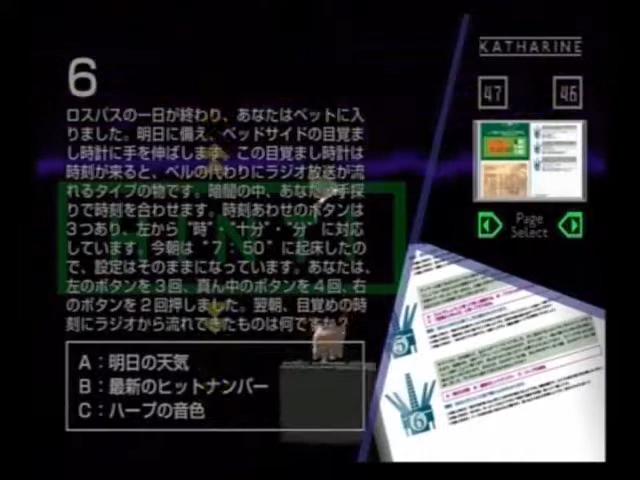 KATHARINE
6
47
46
ロスパスの一日が終わり、あなたはベットに入
りました。明日に備え、ベッドサイドの目覚ま
し時計に手を伸ばします。この目覚まし時計は
時刻が来ると、ベルの代わりにラジオ放送が流
れるタイプの物です。暗闇の中、あなたは手探
りで時刻を合わせます。時刻あわせのボタンは
3つあり、左から“時”・“十分”・“分”に対応
しています。今朝は“7：50”に起床したの
で、設定はそのままになっています。あなたは、
左のボタンを3回、真ん中のボタンを4回、右
のボタンを2回押しました。翌朝、目覚めの時
刻にラジオから流れてきたものは何で
Page
Select
A：明日の天気
B：最新のヒットナンバー
C：ハープの音色
5
6